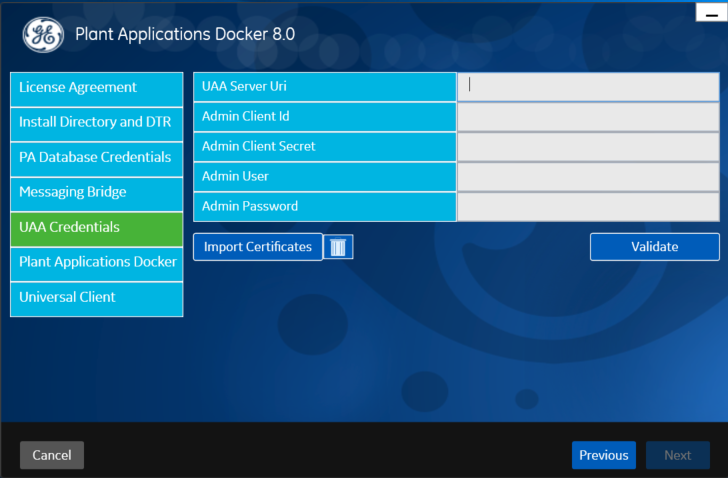 Plant Applications Docker 8.0
License Agreement
Install Directory and DTR
PA Database Credentials
Messaging Bridge
UAA Credentials
Plant Applications Docker
Universal Client
UAA Server Uri
Admin Client Id
Admin Client Secret
Admin User
Admin Password
Import Certificates
Validate
Cancel
Previous
Next